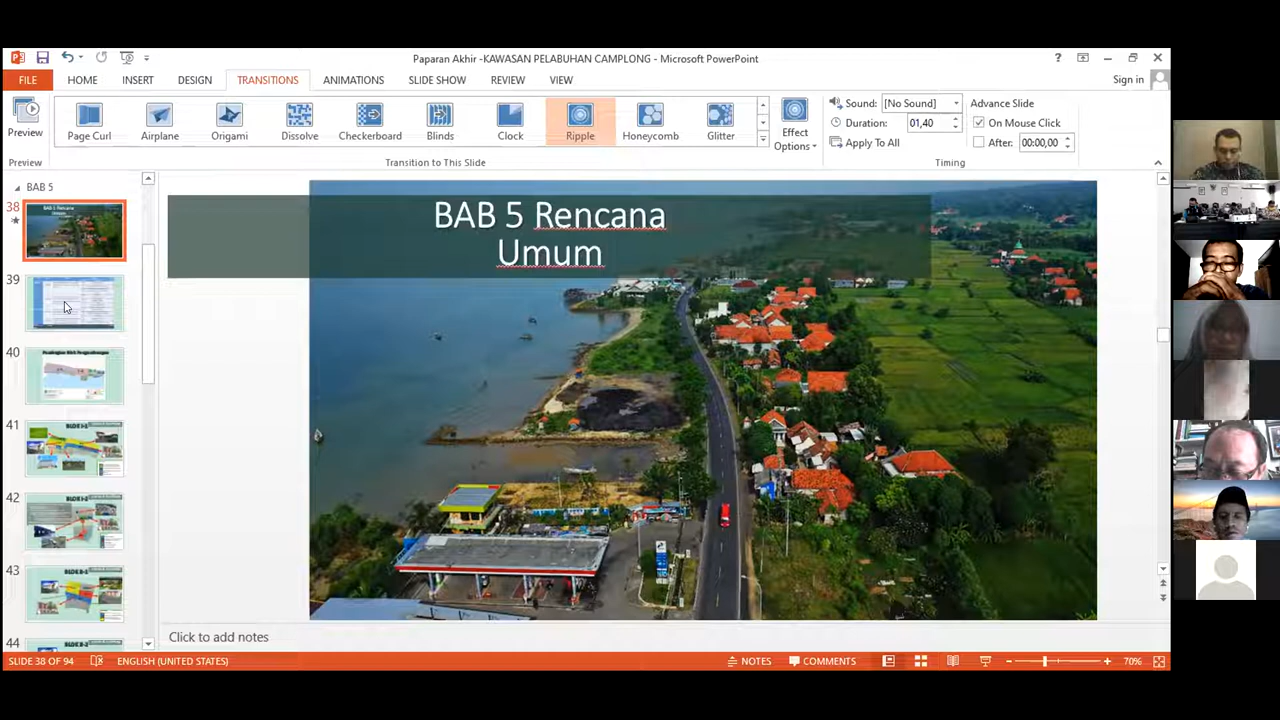 Paparan Akhir -KAWASAN PELABUHAN CAMPLONG - Microsoft PowerPoint
FILE HOME INSERT DESIGN TRANSITIONS ANIMATIONS SLIDE SHOW REVIEW VIEW Sign in
Preview
Page Curl Airplane Origami Dissolve Checkerboard Blinds Clock Ripple Honeycomb Glitter
Effect
Options
Sound: [No Sound] Advance Slide
Duration: 01,40 On Mouse Click
Apply To All After: 00:00,00
Preview Transition to This Slide Timing
BAB 5
38
39
40
41
42
43
44
BAB 5 Rencana
Umum
Click to add notes
SLIDE 38 OF 94 ENGLISH (UNITED STATES) NOTES COMMENTS 70%